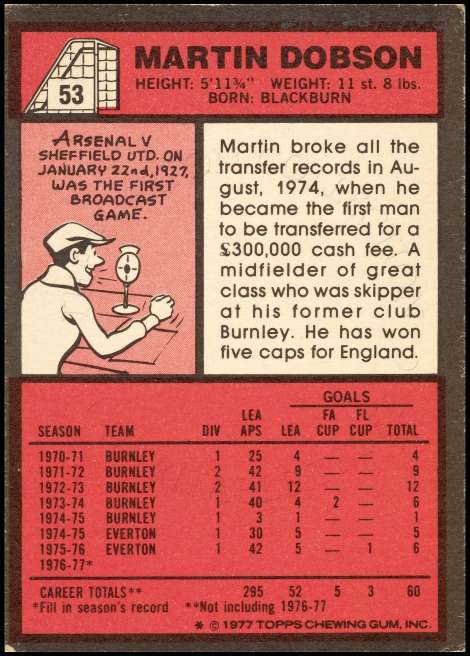 53
MARTIN DOBSON
HEIGHT: 5'11¾" WEIGHT: 11 st. 8 lbs.
BORN: BLACKBURN
ARSENAL V
SHEFFIELD UTD. ON
JANUARY 22nd, 1927,
WAS THE FIRST
BROADCAST
GAME.
Martin broke all the
transfer records in Au-
gust, 1974, when he
became the first man
to be transferred for a
£300,000 cash fee. A
midfielder of great
class who was skipper
at his former club
Burnley. He has won
five caps for England.
GOALS
LEA FA FL
SEASON TEAM DIV APS LEA CUP CUP TOTAL
1970-71 BURNLEY 1 25 4 — — 4
1971-72 BURNLEY 2 42 9 — — 9
1972-73 BURNLEY 2 41 12 — — 12
1973-74 BURNLEY 1 40 4 2 — 6
1974-75 BURNLEY 1 3 1 — — 1
1974-75 EVERTON 1 30 5 — — 5
1975-76 EVERTON 1 42 5 — 1 6
1976-77*
CAREER TOTALS** 295 52 5 3 60
*Fill in season's record **Not including 1976-77
* © 1977 TOPPS CHEWING GUM, INC.